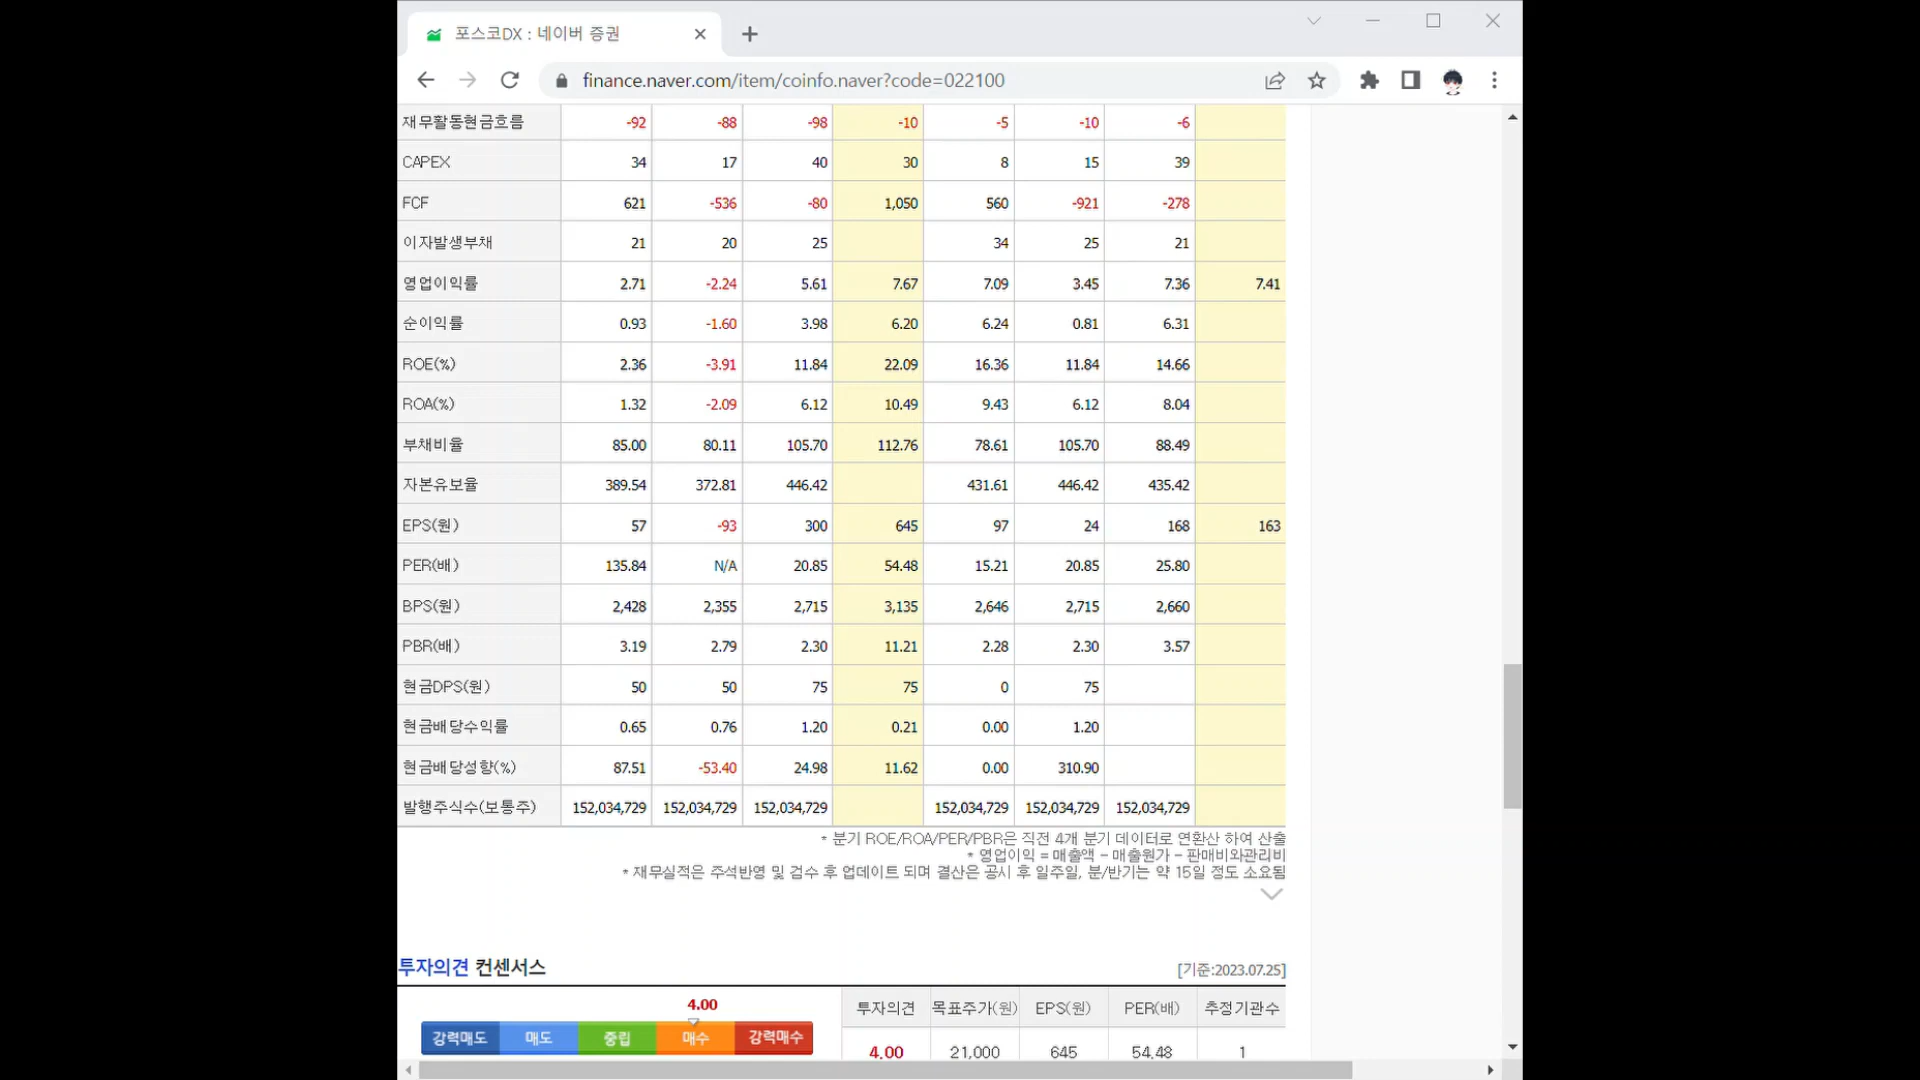 포스코DX : 네이버 증권
finance.naver.com/item/coinfo.naver?code=022100
재무활동현금흐름 -92 -88 -98 -10 -5 -10 -6
CAPEX 34 17 40 30 8 15 39
FCF 621 -536 -80 1,050 560 -921 -278
이자발생부채 21 20 25 34 25 21
영업이익률 2.71 -2.24 5.61 7.67 7.09 3.45 7.36 7.41
순이익률 0.93 -1.60 3.98 6.20 6.24 0.81 6.31
ROE(%) 2.36 -3.91 11.84 22.09 16.36 11.84 14.66
ROA(%) 1.32 -2.09 6.12 10.49 9.43 6.12 8.04
부채비율 85.00 80.11 105.70 112.76 78.61 105.70 88.49
자본유보율 389.54 372.81 446.42 431.61 446.42 435.42
EPS(원) 57 -93 300 645 97 24 168 163
PER(배) 135.84 N/A 20.85 54.48 15.21 20.85 25.80
BPS(원) 2,428 2,355 2,715 3,135 2,646 2,715 2,660
PBR(배) 3.19 2.79 2.30 11.21 2.28 2.30 3.57
현금DPS(원) 50 50 75 75 0 75
현금배당수익률 0.65 0.76 1.20 0.21 0.00 1.20
현금배당성향(%) 87.51 -53.40 24.98 11.62 0.00 310.90
발행주식수(보통주) 152,034,729 152,034,729 152,034,729 152,034,729 152,034,729 152,034,729
* 분기 ROE/ROA/PER/PBR은 직전 4개 분기 데이터로 연환산 하여 산출
* 영업이익 = 매출액 - 매출원가 - 판매비와관리비
* 재무실적은 주석반영 및 검수 후 업데이트 되며 결산은 공시 후 일주일, 분/반기는 약 15일 정도 소요됨
투자의견 컨센서스 [기준:2023.07.25]
4.00
강력매도 매도 중립 매수 강력매수
투자의견 목표주가(원) EPS(원) PER(배) 추정기관수
4.00 21,000 645 54.48 1